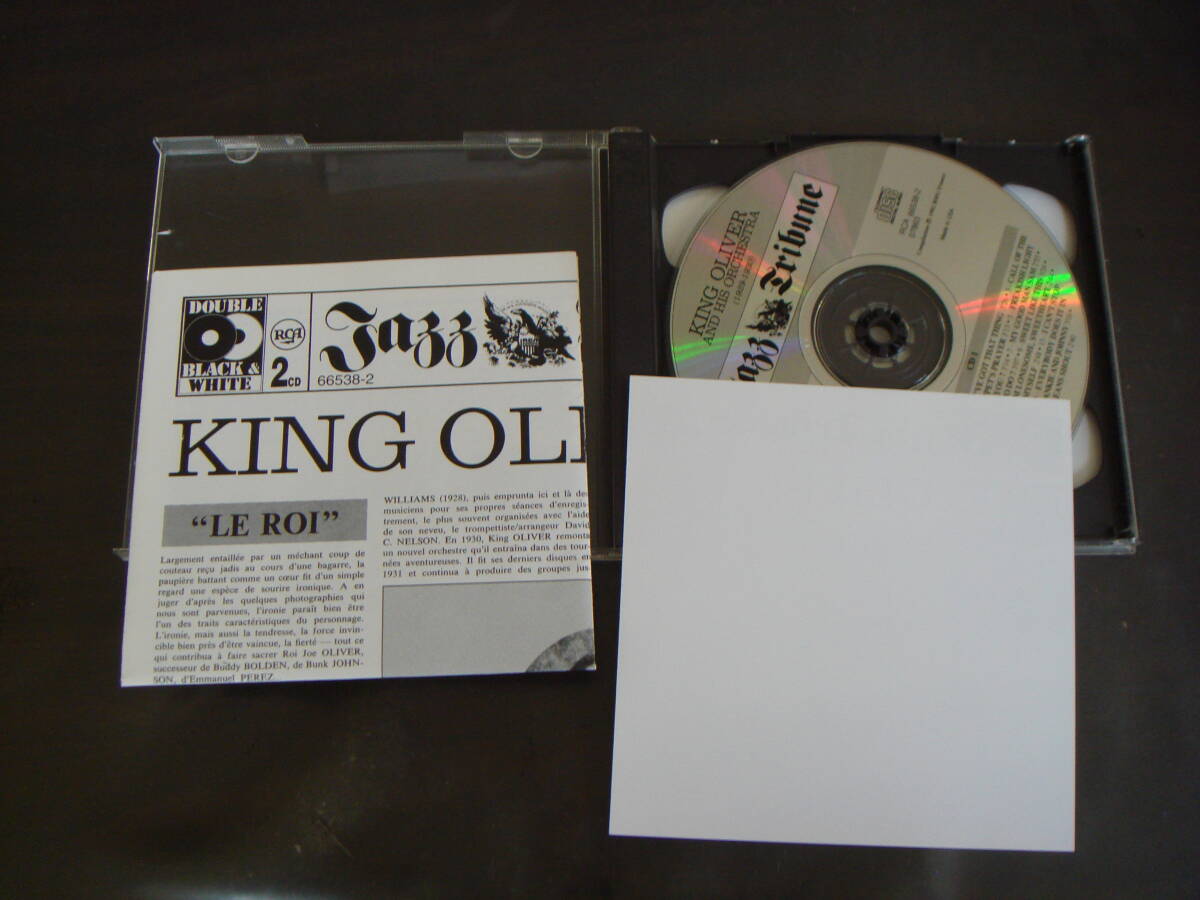 DOUBLE
BLACK &
WHITE
RCA
2CD
Jazz
66538-2
KING OLI
“LE ROI”
Largement entaillée par un méchant coup de
couteau reçu jadis au cours d'une bagarre, la
paupière battant comme un cœur fit d'un simple
regard une espèce de sourire ironique. A en
juger d'après les quelques photographies qui
nous sont parvenues, l'ironie paraît bien être
l'un des traits caractéristiques du personnage.
L'ironie, mais aussi la tendresse, la force invin-
cible bien près d'être vaincue, la fierté — tout ce
qui contribua à faire sacrer Roi Joe OLIVER,
successeur de Buddy BOLDEN, de Bunk JOHN-
SON, d'Emmanuel PEREZ
WILLIAMS (1928), puis emprunta ici et là des
musiciens pour ses propres séances d'enregis-
trement, le plus souvent organisées avec l'aide
de son neveu, le trompettiste/arrangeur David
C. NELSON. En 1930, King OLIVER remonta
un nouvel orchestre qu'il entraîna dans des tour-
nées aventureuses. Il fit ses derniers disques en
1931 et continua à produire des groupes jus
KING OLIVER
AND HIS ORCHESTRA
Jazz Tribune
RCA 66538-2
CD 1